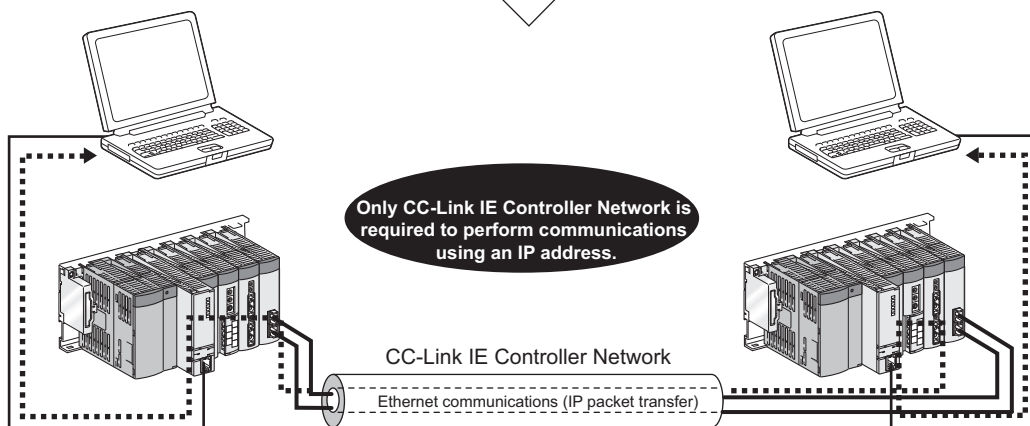 Only CC-Link IE Controller Network is
required to perform communications
using an IP address.
CC-Link IE Controller Network
Ethernet communications (IP packet transfer)